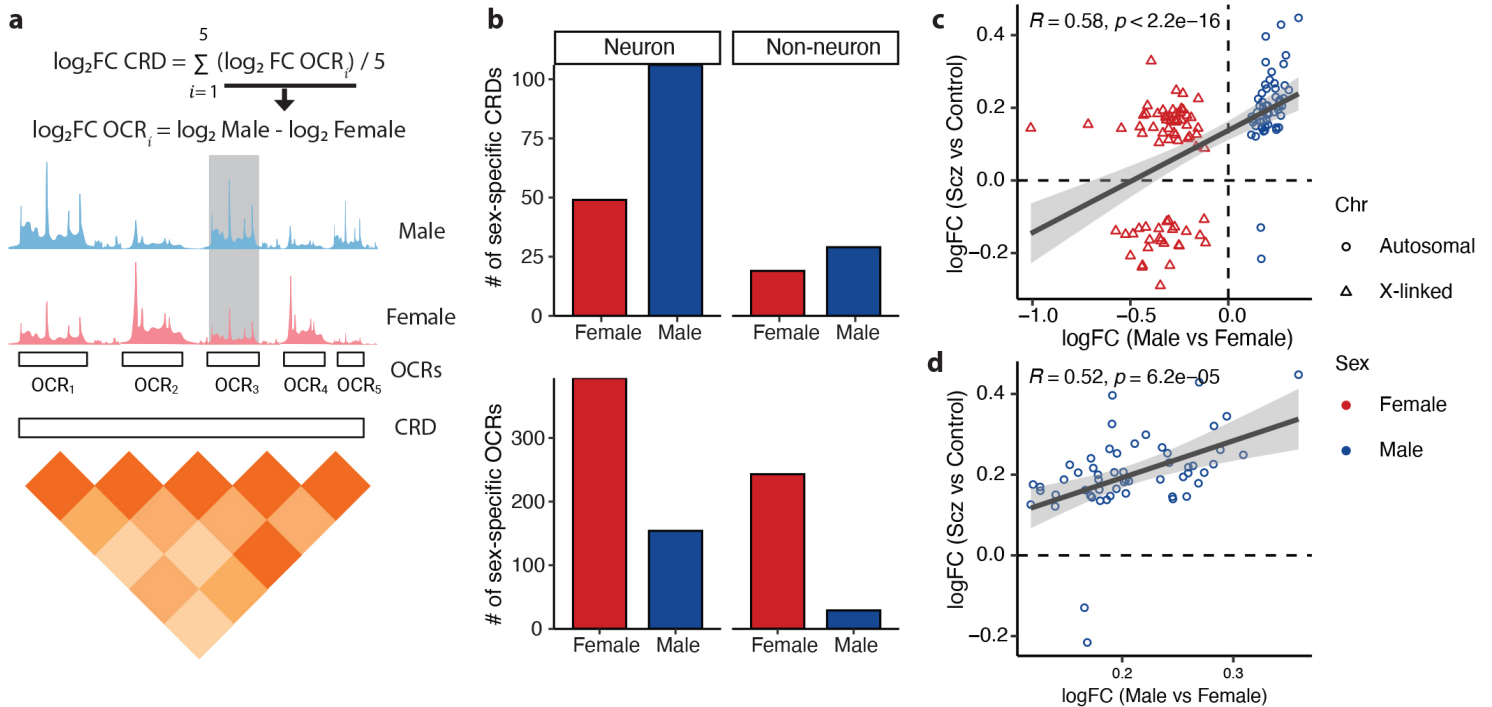 a
log₂FC CRD = 5 Σ i=1 (log₂ FC OCRᵢ) / 5
log₂FC OCRᵢ = log₂ Male - log₂ Female
Male
Female
OCRs
OCR₁ OCR₂ OCR₃ OCR₄ OCR₅
CRD
b
Neuron Non-neuron
# of sex-specific CRDs
100
75
50
25
0
Female Male Female Male
# of sex-specific OCRs
300
200
100
0
Female Male Female Male
c
R = 0.58, p < 2.2e−16
logFC (Scz vs Control)
0.4
0.2
0.0
−0.2
−1.0 −0.5 0.0
logFC (Male vs Female)
d
R = 0.52, p = 6.2e−05
logFC (Scz vs Control)
0.4
0.2
0.0
−0.2
0.2 0.3
logFC (Male vs Female)
Chr
Autosomal
X-linked
Sex
Female
Male